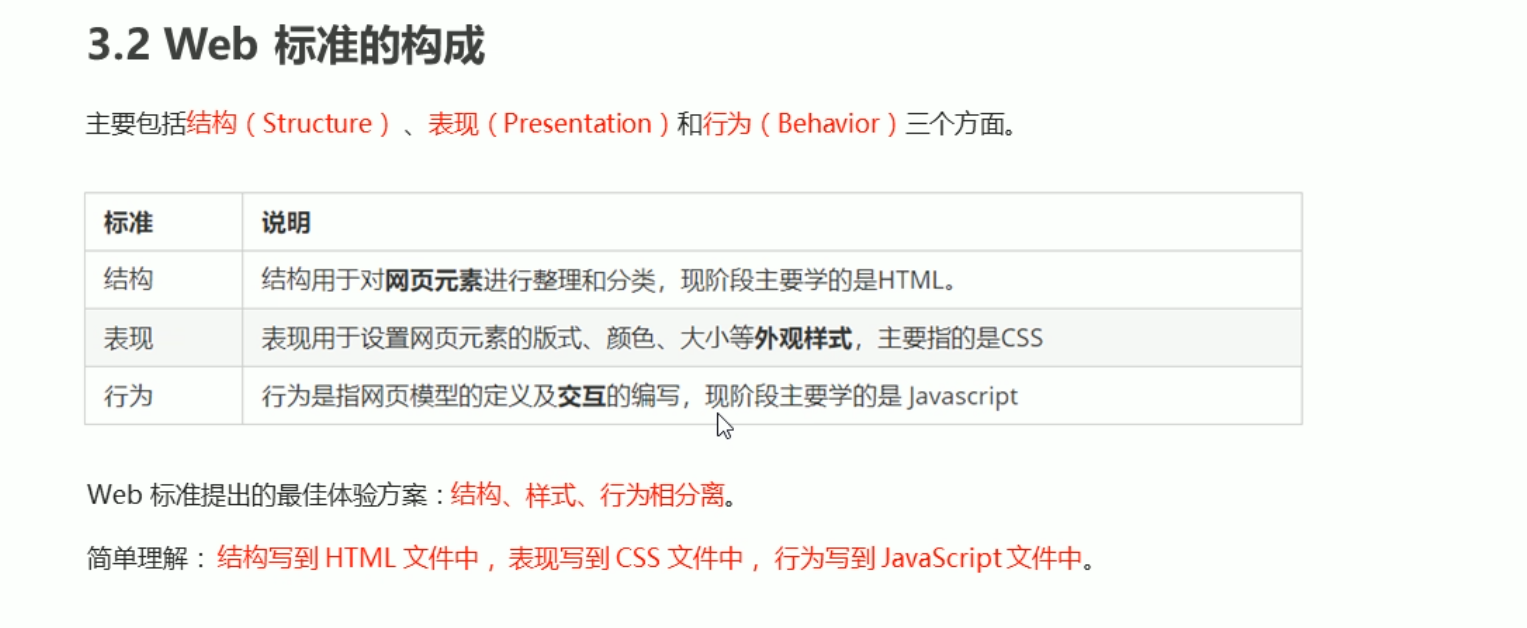 3.2 Web 标准的构成
主要包括结构（Structure）、表现（Presentation）和行为（Behavior）三个方面。
标准 说明
结构 结构用于对网页元素进行整理和分类，现阶段主要学的是HTML。
表现 表现用于设置网页元素的版式、颜色、大小等外观样式，主要指的是CSS
行为 行为是指网页模型的定义及交互的编写，现阶段主要学的是 Javascript
Web 标准提出的最佳体验方案：结构、样式、行为相分离。
简单理解： 结构写到 HTML 文件中， 表现写到 CSS 文件中， 行为写到 JavaScript 文件中。